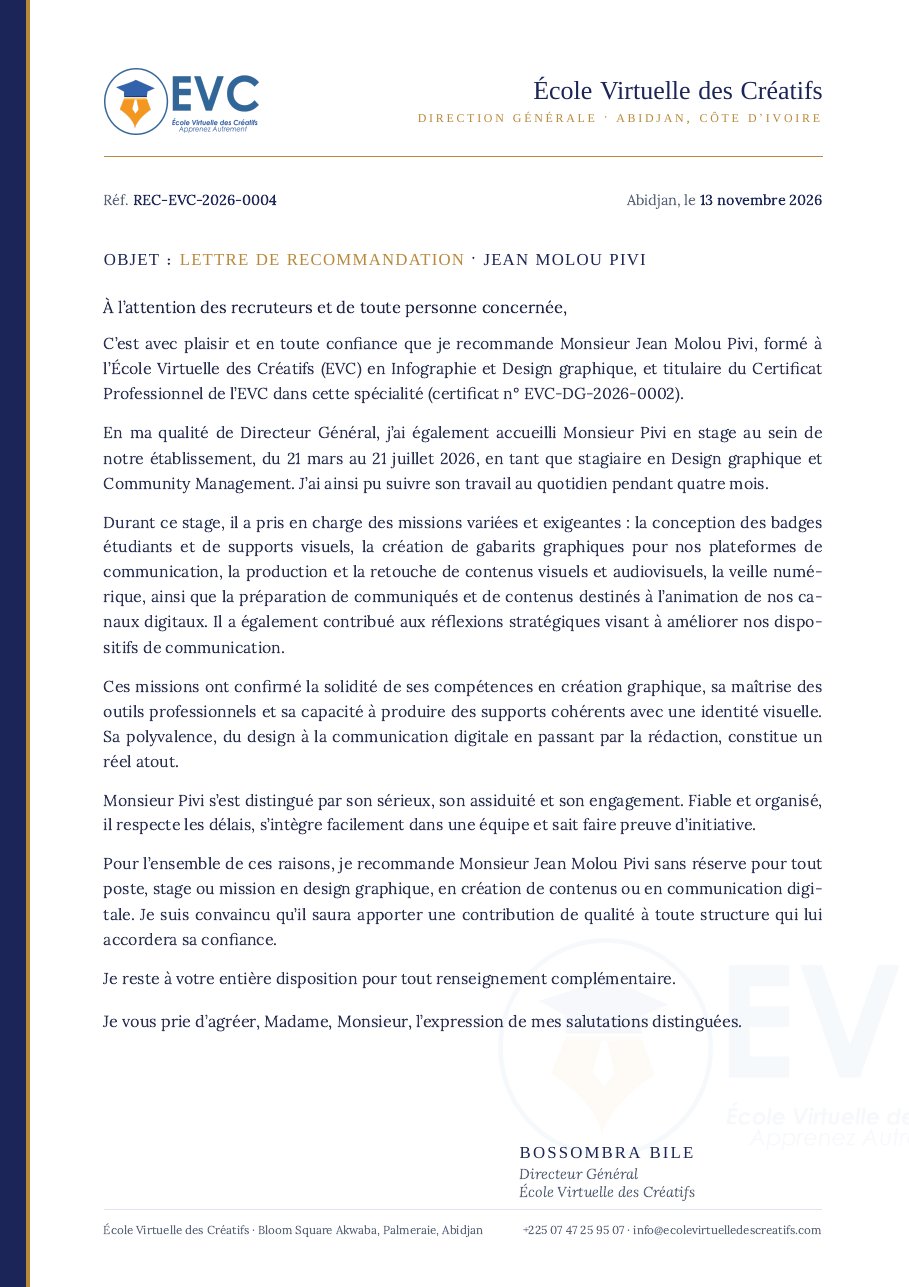 EVC
École Virtuelle des Créatifs
Apprenez Autrement
École Virtuelle des Créatifs
DIRECTION GÉNÉRALE · ABIDJAN, CÔTE D’IVOIRE
Réf. REC-EVC-2026-0004
Abidjan, le 13 novembre 2026
OBJET : LETTRE DE RECOMMANDATION · JEAN MOLOU PIVI
À l’attention des recruteurs et de toute personne concernée,
C’est avec plaisir et en toute confiance que je recommande Monsieur Jean Molou Pivi, formé à
l’École Virtuelle des Créatifs (EVC) en Infographie et Design graphique, et titulaire du Certificat
Professionnel de l’EVC dans cette spécialité (certificat n° EVC-DG-2026-0002).
En ma qualité de Directeur Général, j’ai également accueilli Monsieur Pivi en stage au sein de
notre établissement, du 21 mars au 21 juillet 2026, en tant que stagiaire en Design graphique et
Community Management. J’ai ainsi pu suivre son travail au quotidien pendant quatre mois.
Durant ce stage, il a pris en charge des missions variées et exigeantes : la conception des badges
étudiants et de supports visuels, la création de gabarits graphiques pour nos plateformes de
communication, la production et la retouche de contenus visuels et audiovisuels, la veille numé-
rique, ainsi que la préparation de communiqués et de contenus destinés à l’animation de nos ca-
naux digitaux. Il a également contribué aux réflexions stratégiques visant à améliorer nos dispo-
sitifs de communication.
Ces missions ont confirmé la solidité de ses compétences en création graphique, sa maîtrise des
outils professionnels et sa capacité à produire des supports cohérents avec une identité visuelle.
Sa polyvalence, du design à la communication digitale en passant par la rédaction, constitue un
réel atout.
Monsieur Pivi s’est distingué par son sérieux, son assiduité et son engagement. Fiable et organisé,
il respecte les délais, s’intègre facilement dans une équipe et sait faire preuve d’initiative.
Pour l’ensemble de ces raisons, je recommande Monsieur Jean Molou Pivi sans réserve pour tout
poste, stage ou mission en design graphique, en création de contenus ou en communication digi-
tale. Je suis convaincu qu’il saura apporter une contribution de qualité à toute structure qui lui
accordera sa confiance.
Je reste à votre entière disposition pour tout renseignement complémentaire.
Je vous prie d’agréer, Madame, Monsieur, l’expression de mes salutations distinguées.
EV
École Virtuelle de
Apprenez Autr
BOSSOMBRA BILE
Directeur Général
École Virtuelle des Créatifs
École Virtuelle des Créatifs · Bloom Square Akwaba, Palmeraie, Abidjan
+225 07 47 25 95 07 · info@ecolevirtuelledescreatifs.com